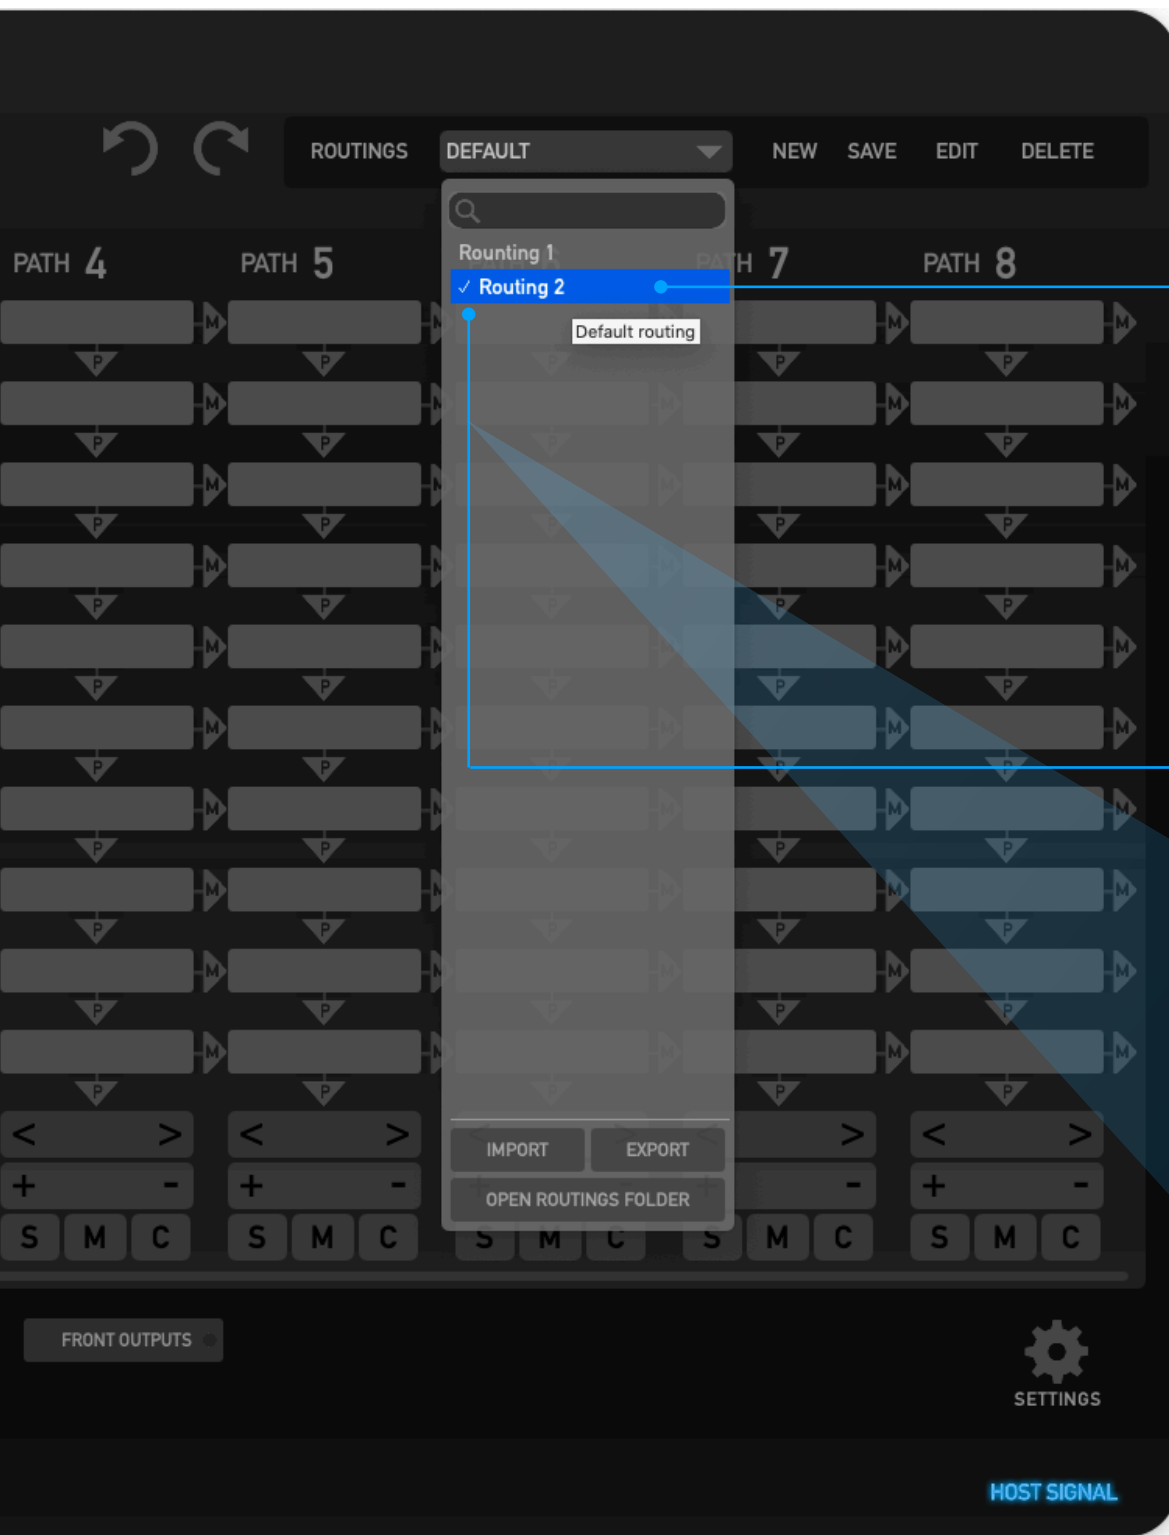 ROUTINGS DEFAULT NEW SAVE EDIT DELETE
Rounting 1
PATH 4 PATH 5 PATH 7 PATH 8
✓ Routing 2
Default routing
M M M M
P P P P P
M M M M
P P P P P
M M M M
P P P P P
M M M M
P P P P P
M M M M
P P P P P
M M M M
P P P P P
M M M M
P P P P P
M M M M
P P P P P
M M M M
P P P P P
M M M M
P P P P P
< > < > > < >
IMPORT EXPORT
+ - + - - + -
OPEN ROUTINGS FOLDER
S M C S M C S M C S M C S M C
FRONT OUTPUTS
SETTINGS
HOST SIGNAL